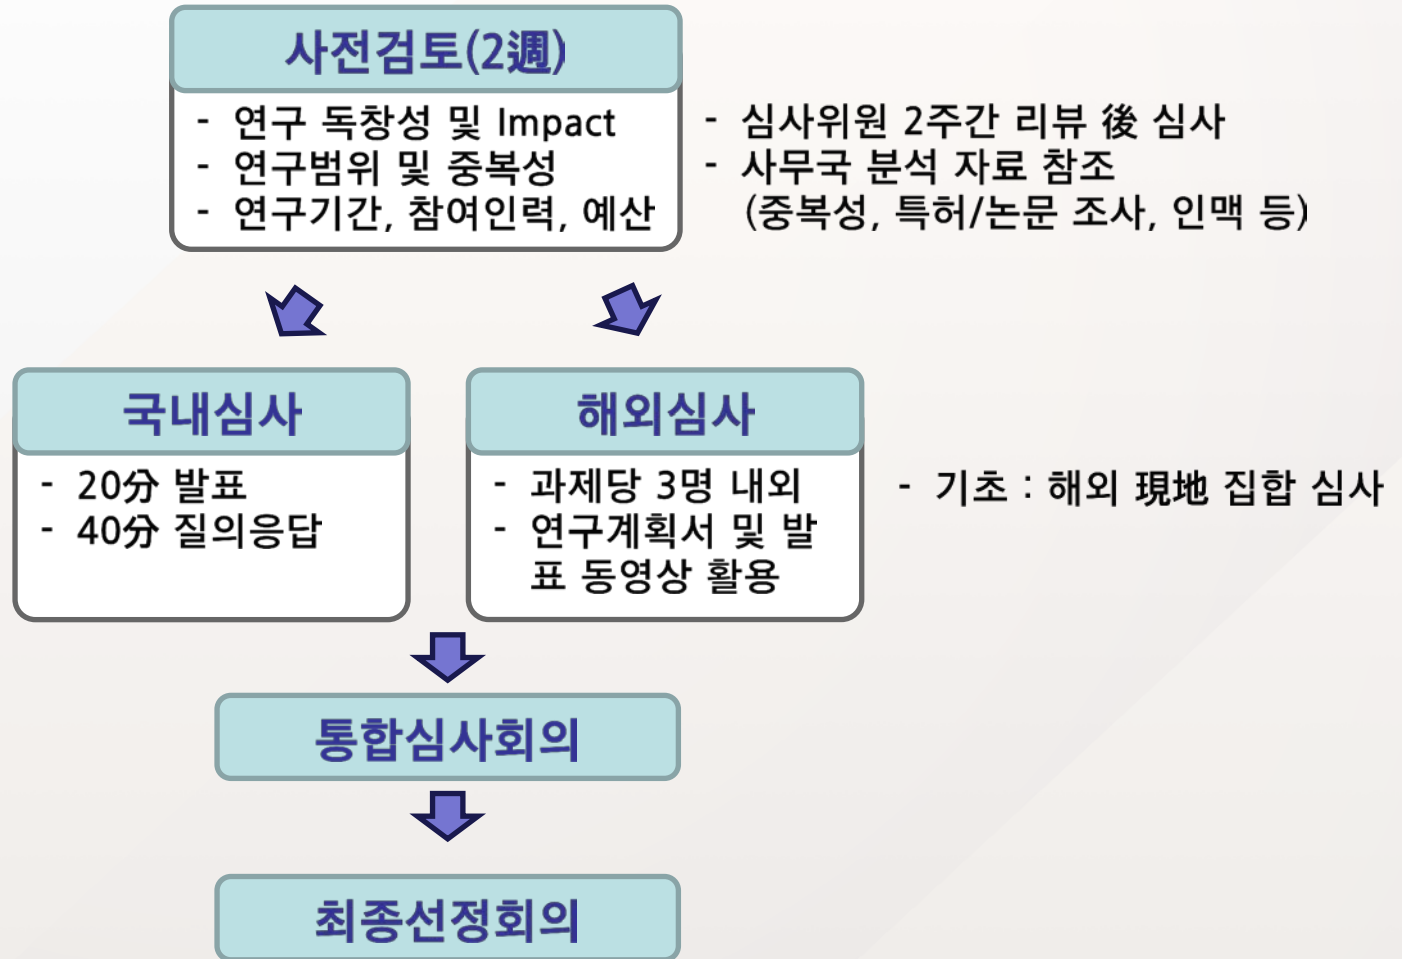 사전검토(2週)
- 연구 독창성 및 Impact
- 연구범위 및 중복성
- 연구기간, 참여인력, 예산
- 심사위원 2주간 리뷰 後 심사
- 사무국 분석 자료 참조
(중복성, 특허/논문 조사, 인맥 등)
국내심사
- 20分 발표
- 40分 질의응답
해외심사
- 과제당 3명 내외
- 연구계획서 및 발
표 동영상 활용
- 기초 : 해외 現地 집합 심사
통합심사회의
최종선정회의